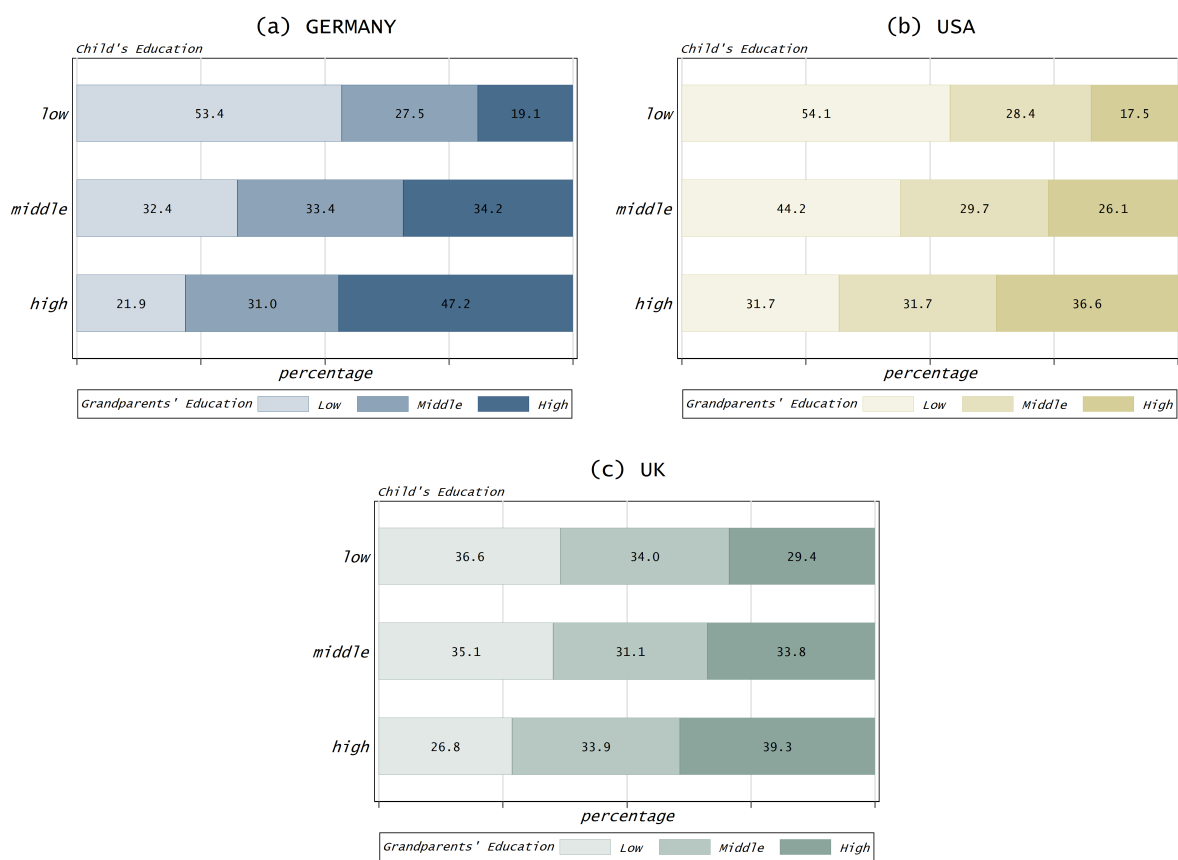 (a) GERMANY
Child's Education
low 53.4 27.5 19.1
middle 32.4 33.4 34.2
high 21.9 31.0 47.2
percentage
Grandparents' Education Low Middle High
(b) USA
Child's Education
low 54.1 28.4 17.5
middle 44.2 29.7 26.1
high 31.7 31.7 36.6
percentage
Grandparents' Education Low Middle High
(c) UK
Child's Education
low 36.6 34.0 29.4
middle 35.1 31.1 33.8
high 26.8 33.9 39.3
percentage
Grandparents' Education Low Middle High